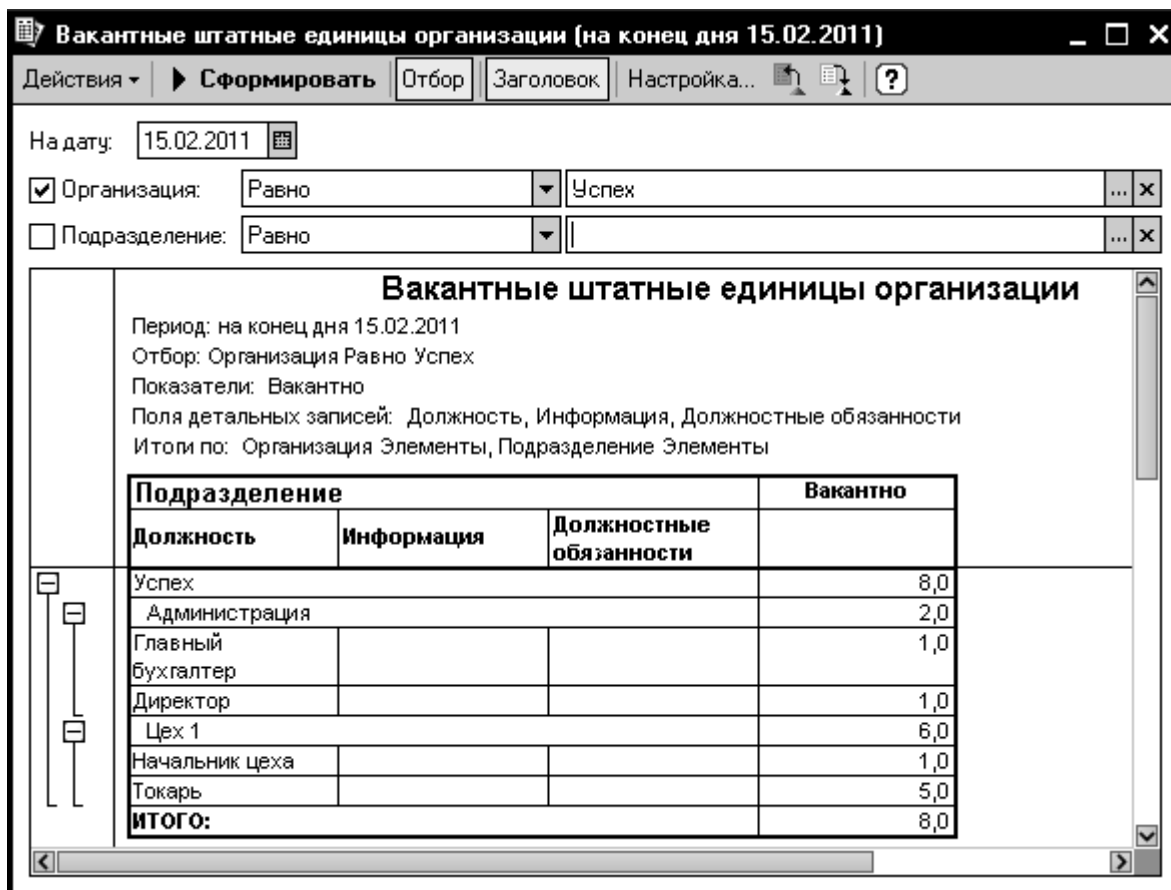 Вакантные штатные единицы организации (на конец дня 15.02.2011)
Действия Сформировать Отбор Заголовок Настройка... ?
На дату: 15.02.2011
Организация: Равно Успех ... x
Подразделение: Равно ... x
Вакантные штатные единицы организации
Период: на конец дня 15.02.2011
Отбор: Организация Равно Успех
Показатели: Вакантно
Поля детальных записей: Должность, Информация, Должностные обязанности
Итоги по: Организация Элементы, Подразделение Элементы
Подразделение Вакантно
Должность Информация Должностные
обязанности
Успех 8,0
Администрация 2,0
Главный 1,0
бухгалтер
Директор 1,0
Цех 1 6,0
Начальник цеха 1,0
Токарь 5,0
ИТОГО: 8,0